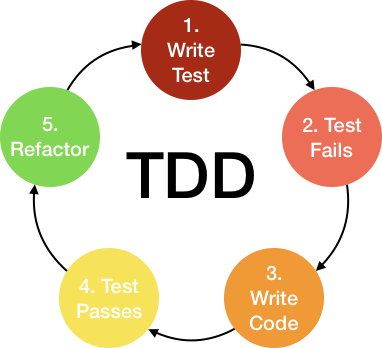 1.
Write
Test
2. Test
Fails
3.
Write
Code
4. Test
Passes
5.
Refactor
TDD